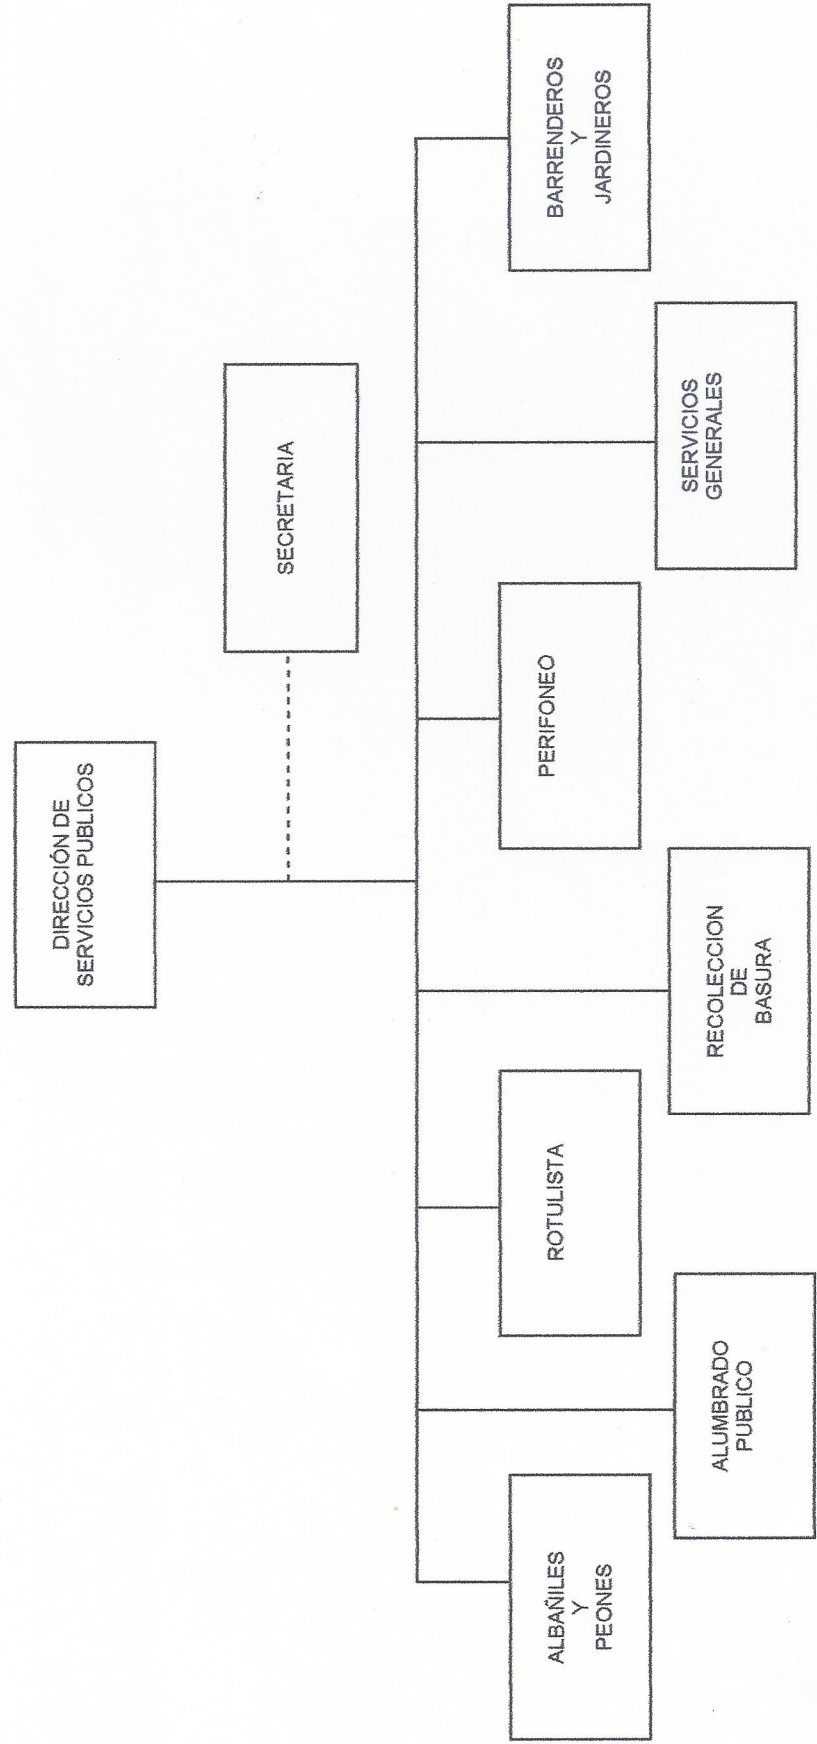 DIRECCIÓN DE
SERVICIOS PUBLICOS
SECRETARIA
ALBAÑILES
Y
PEONES
ALUMBRADO
PUBLICO
ROTULISTA
RECOLECCION
DE
BASURA
PERIFONEO
SERVICIOS
GENERALES
BARRENDEROS
Y
JARDINEROS